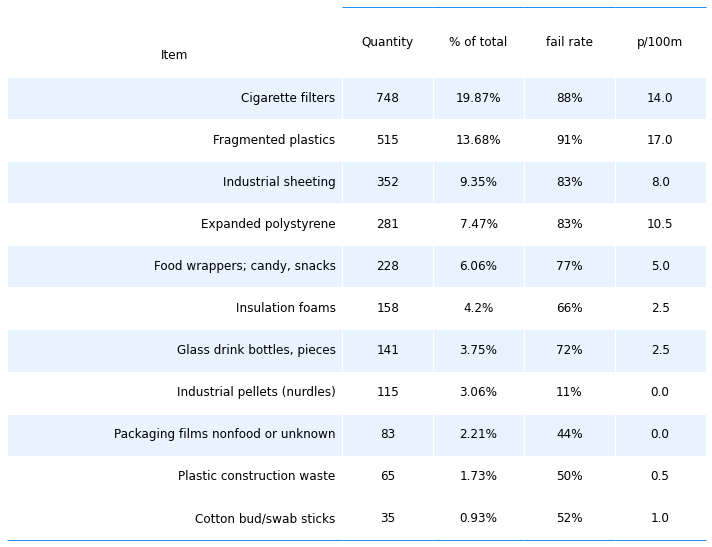 Item Quantity % of total fail rate p/100m
Cigarette filters 748 19.87% 88% 14.0
Fragmented plastics 515 13.68% 91% 17.0
Industrial sheeting 352 9.35% 83% 8.0
Expanded polystyrene 281 7.47% 83% 10.5
Food wrappers; candy, snacks 228 6.06% 77% 5.0
Insulation foams 158 4.2% 66% 2.5
Glass drink bottles, pieces 141 3.75% 72% 2.5
Industrial pellets (nurdles) 115 3.06% 11% 0.0
Packaging films nonfood or unknown 83 2.21% 44% 0.0
Plastic construction waste 65 1.73% 50% 0.5
Cotton bud/swab sticks 35 0.93% 52% 1.0